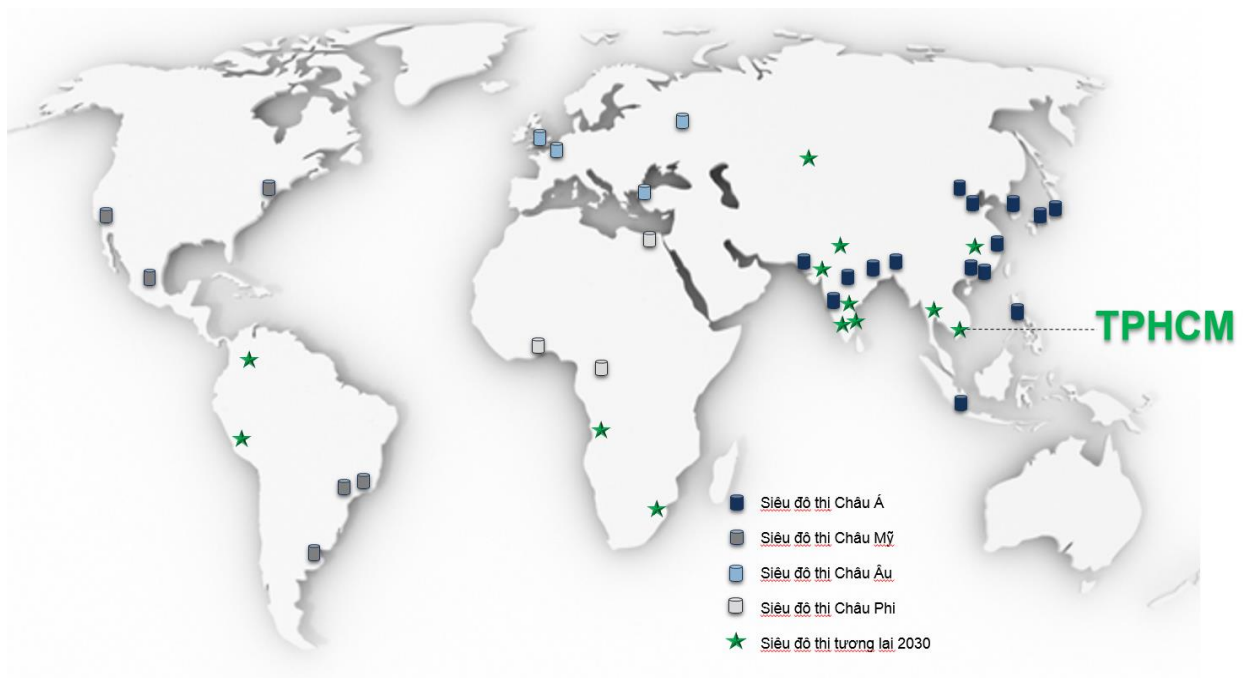 TPHCM
Siêu đô thị Châu Á
Siêu đô thị Châu Mỹ
Siêu đô thị Châu Âu
Siêu đô thị Châu Phi
Siêu đô thị tương lai 2030